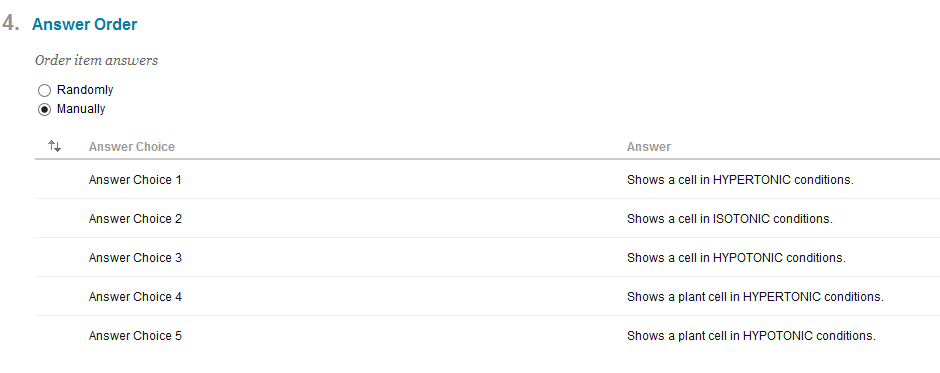 4. Answer Order
Order item answers
Randomly
Manually
Answer Choice Answer
Answer Choice 1 Shows a cell in HYPERTONIC conditions.
Answer Choice 2 Shows a cell in ISOTONIC conditions.
Answer Choice 3 Shows a cell in HYPOTONIC conditions.
Answer Choice 4 Shows a plant cell in HYPERTONIC conditions.
Answer Choice 5 Shows a plant cell in HYPOTONIC conditions.